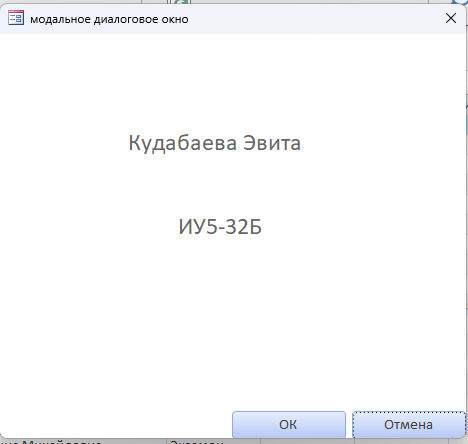 модальное диалоговое окно
Кудабаева Эвита
ИУ5-32Б
ОК
Отмена